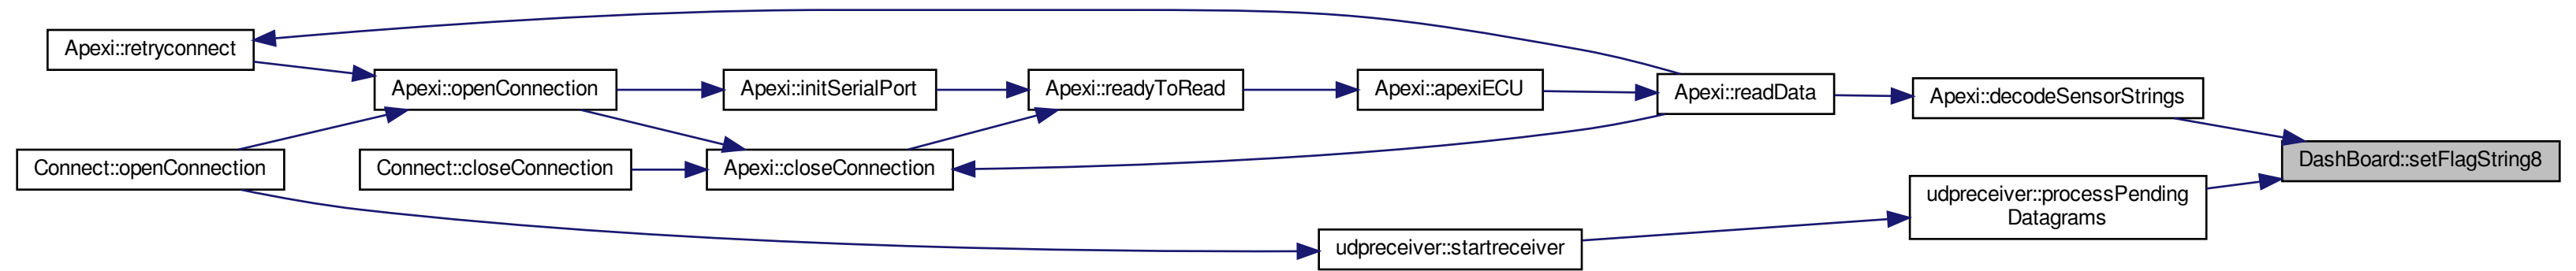 Apexi::retryconnect
Apexi::openConnection
Apexi::initSerialPort
Apexi::readyToRead
Apexi::apexiECU
Apexi::readData
Apexi::decodeSensorStrings
Connect::openConnection
Connect::closeConnection
Apexi::closeConnection
DashBoard::setFlagString8
udpreceiver::processPending
Datagrams
udpreceiver::startreceiver